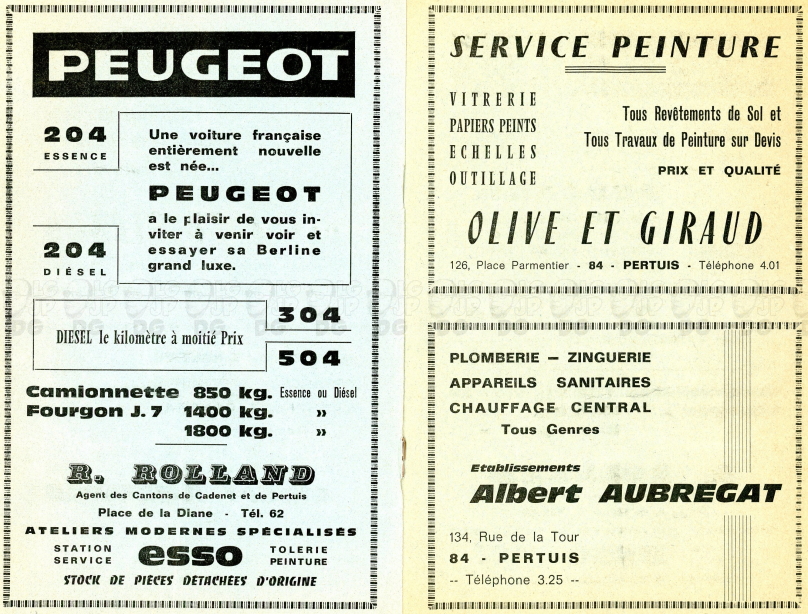 PEUGEOT
204
ESSENCE
Une voiture française
entièrement nouvelle
est née...
PEUGEOT
a le plaisir de vous in-
viter à venir voir et
essayer sa Berline
grand luxe.
204
DIÉSEL
304
DIESEL le kilomètre à moitié Prix
504
Camionnette 850 kg. Essence ou Diésel
Fourgon J.7 1400 kg. »
1800 kg. »
R. ROLLAND
Agent des Cantons de Cadenet et de Pertuis
Place de la Diane - Tél. 62
ATELIERS MODERNES SPÉCIALISÉS
STATION SERVICE
esso
TOLERIE PEINTURE
STOCK DE PIÈCES DÉTACHÉES D'ORIGINE
SERVICE PEINTURE
VITRERIE
PAPIERS PEINTS
ECHELLES
OUTILLAGE
Tous Revêtements de Sol et
Tous Travaux de Peinture sur Devis
PRIX ET QUALITÉ
OLIVE ET GIRAUD
126, Place Parmentier - 84 - PERTUIS - Téléphone 4.01
PLOMBERIE — ZINGUERIE
APPAREILS SANITAIRES
CHAUFFAGE CENTRAL
Tous Genres
Etablissements
Albert AUBREGAT
134, Rue de la Tour
84 - PERTUIS
-- Téléphone 3.25 --